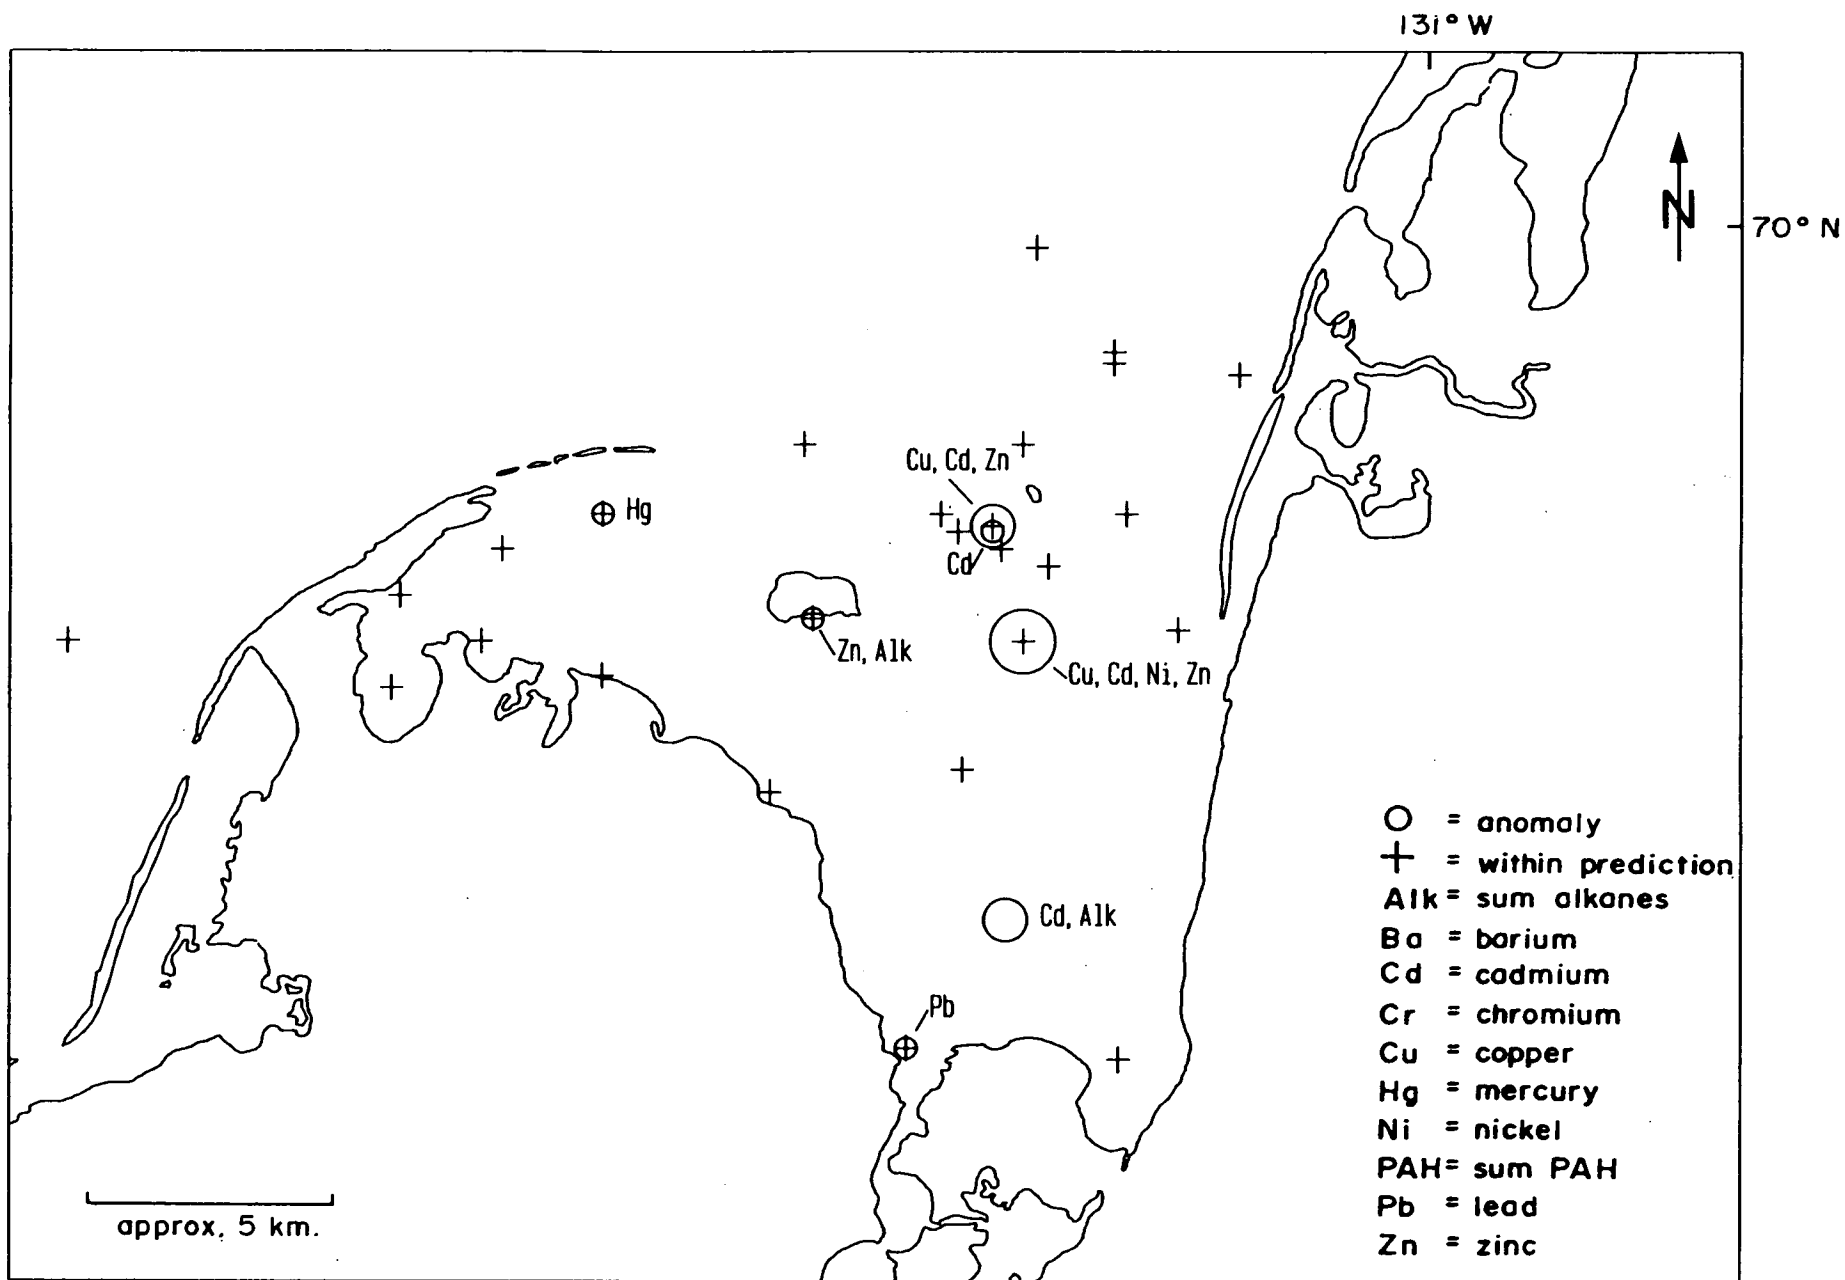 131° W
N
70° N
Cu, Cd, Zn
Hg
Cd
Zn, Alk
Cu, Cd, Ni, Zn
Cd, Alk
Pb
O = anomaly
+ = within prediction
Alk = sum alkanes
Ba = barium
Cd = cadmium
Cr = chromium
Cu = copper
Hg = mercury
Ni = nickel
PAH = sum PAH
Pb = lead
Zn = zinc
approx. 5 km.